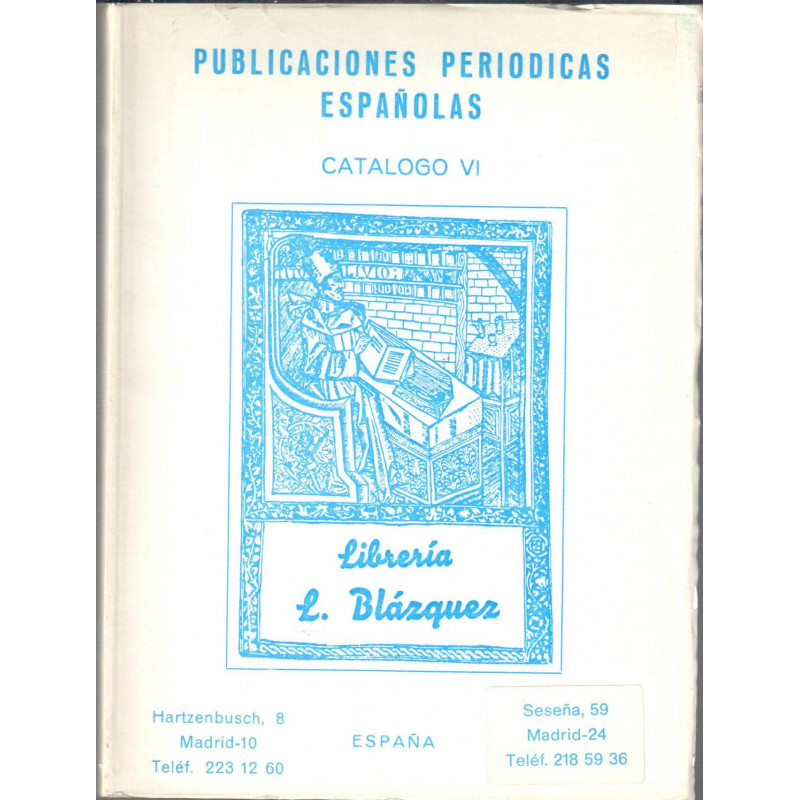 PUBLICACIONES PERIODICAS
ESPAÑOLAS
CATALOGO VI
Librería
L. Blázquez
Hartzenbusch, 8
Madrid-10
Teléf. 223 12 60
ESPAÑA
Seseña, 59
Madrid-24
Teléf. 218 59 36